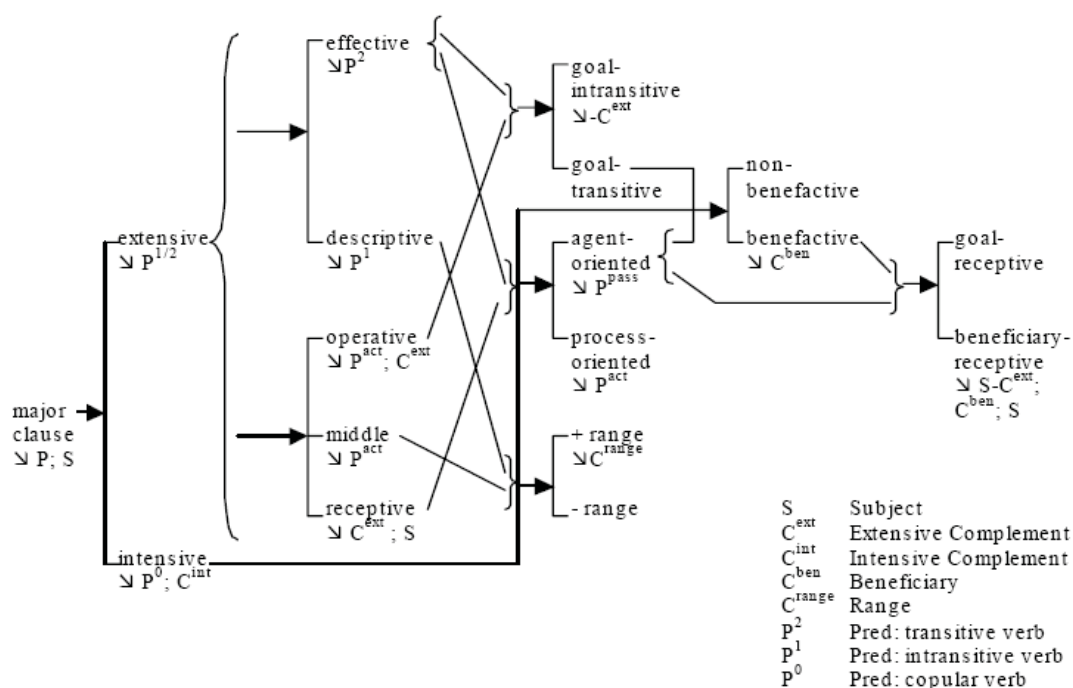 effective
↘P²
goal-
intransitive
↘-Cᵉˣᵗ
goal-
transitive
non-
benefactive
extensive
↘ P¹ᐟ²
descriptive
↘ P¹
agent-
oriented
↘ Pᵖᵃˢˢ
benefactive
↘ Cᵇᵉⁿ
goal-
receptive
operative
↘ Pᵃᶜᵗ; Cᵉˣᵗ
process-
oriented
↘ Pᵃᶜᵗ
beneficiary-
receptive
↘ S-Cᵉˣᵗ;
Cᵇᵉⁿ; S
major
clause
↘ P; S
middle
↘ Pᵃᶜᵗ
+ range
↘Cʳᵃⁿᵍᵉ
- range
receptive
↘ Cᵉˣᵗ; S
intensive
↘ P⁰; Cⁱⁿᵗ
S Subject
Cᵉˣᵗ Extensive Complement
Cⁱⁿᵗ Intensive Complement
Cᵇᵉⁿ Beneficiary
Cʳᵃⁿᵍᵉ Range
P² Pred: transitive verb
P¹ Pred: intransitive verb
P⁰ Pred: copular verb